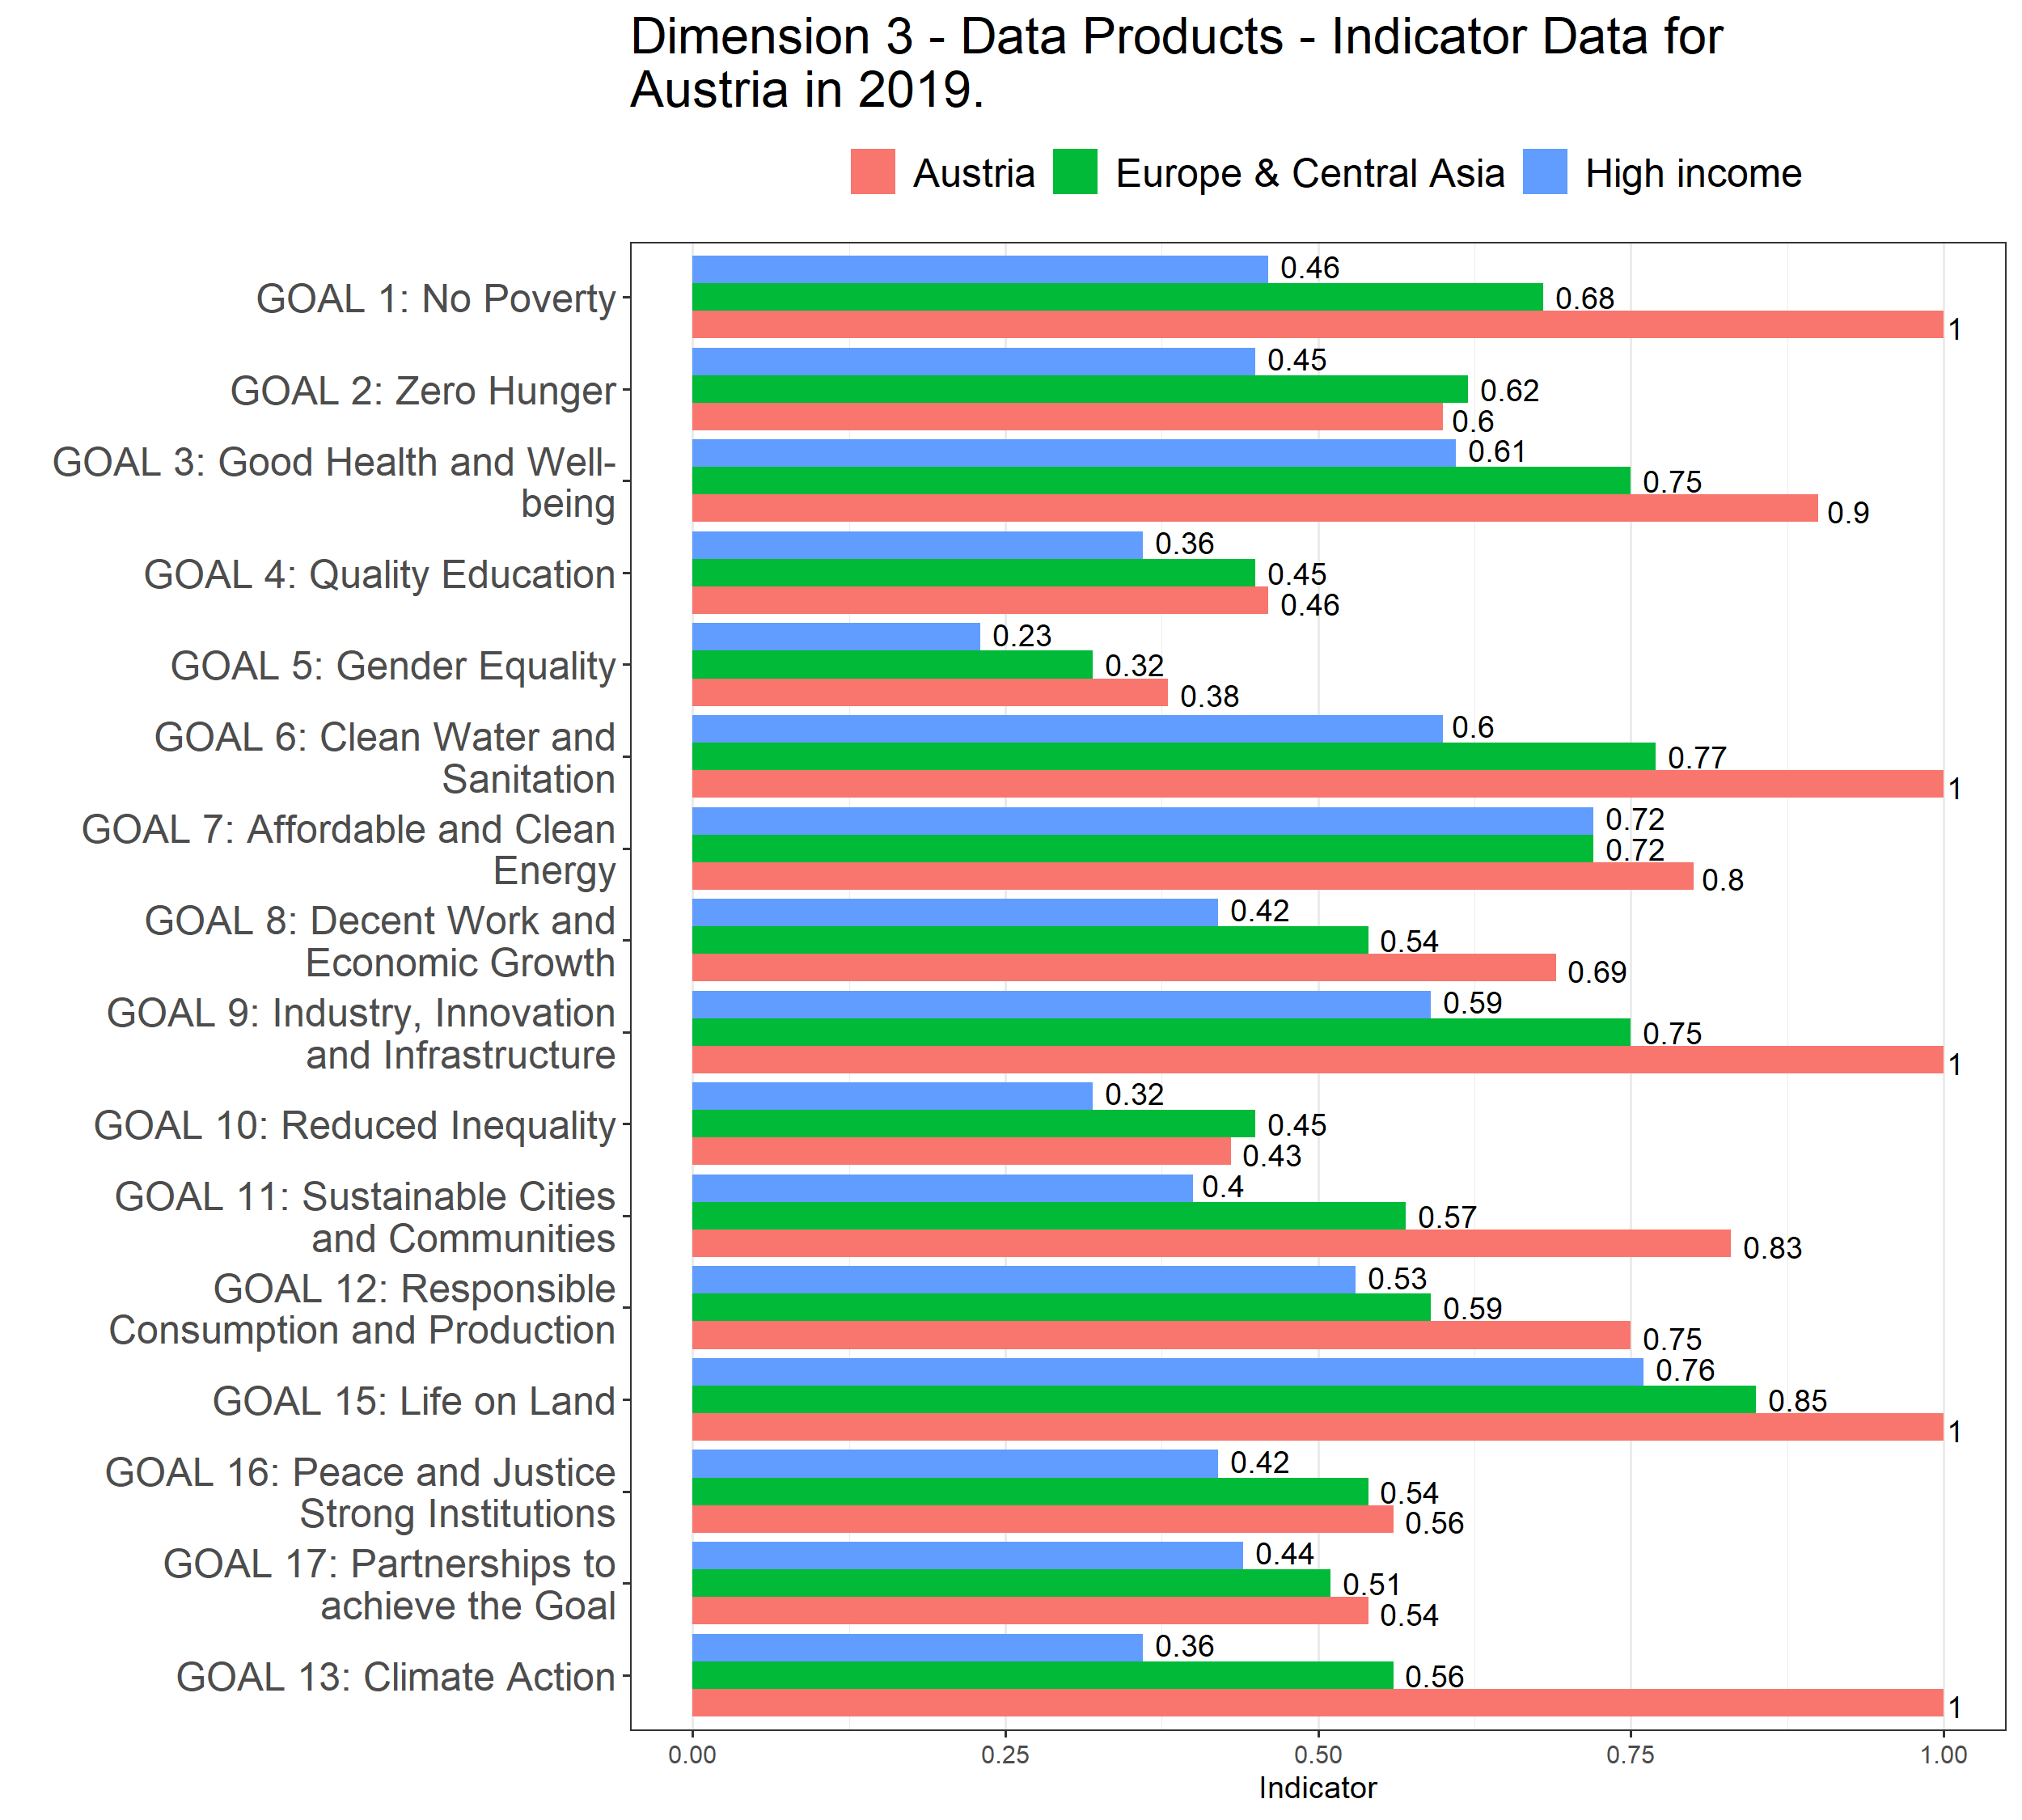 Dimension 3 - Data Products - Indicator Data for
Austria in 2019.
Austria
Europe & Central Asia
High income
GOAL 1: No Poverty
0.46
0.68
1
GOAL 2: Zero Hunger
0.45
0.62
0.6
GOAL 3: Good Health and Well-
being
0.61
0.75
0.9
GOAL 4: Quality Education
0.36
0.45
0.46
GOAL 5: Gender Equality
0.23
0.32
0.38
GOAL 6: Clean Water and
Sanitation
0.6
0.77
1
GOAL 7: Affordable and Clean
Energy
0.72
0.72
0.8
GOAL 8: Decent Work and
Economic Growth
0.42
0.54
0.69
GOAL 9: Industry, Innovation
and Infrastructure
0.59
0.75
1
GOAL 10: Reduced Inequality
0.32
0.45
0.43
GOAL 11: Sustainable Cities
and Communities
0.4
0.57
0.83
GOAL 12: Responsible
Consumption and Production
0.53
0.59
0.75
GOAL 15: Life on Land
0.76
0.85
1
GOAL 16: Peace and Justice
Strong Institutions
0.42
0.54
0.56
GOAL 17: Partnerships to
achieve the Goal
0.44
0.51
0.54
GOAL 13: Climate Action
0.36
0.56
1
0.00 0.25 0.50 0.75 1.00
Indicator